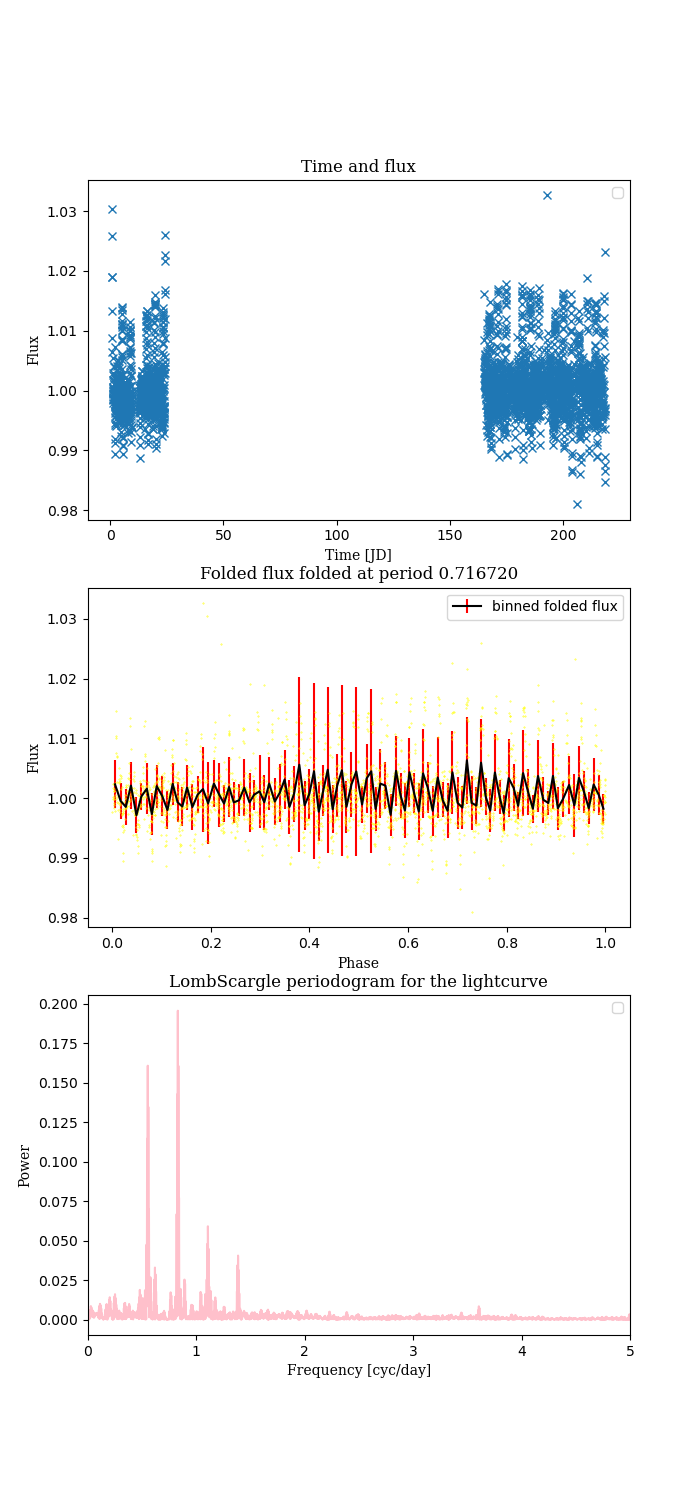 Time and flux
1.03
1.02
1.01
1.00
0.99
0.98
Flux
0 50 100 150 200
Time [JD]
Folded flux folded at period 0.716720
binned folded flux
1.03
1.02
1.01
1.00
0.99
0.98
Flux
0.0 0.2 0.4 0.6 0.8 1.0
Phase
LombScargle periodogram for the lightcurve
0.200
0.175
0.150
0.125
0.100
0.075
0.050
0.025
0.000
Power
0 1 2 3 4 5
Frequency [cyc/day]